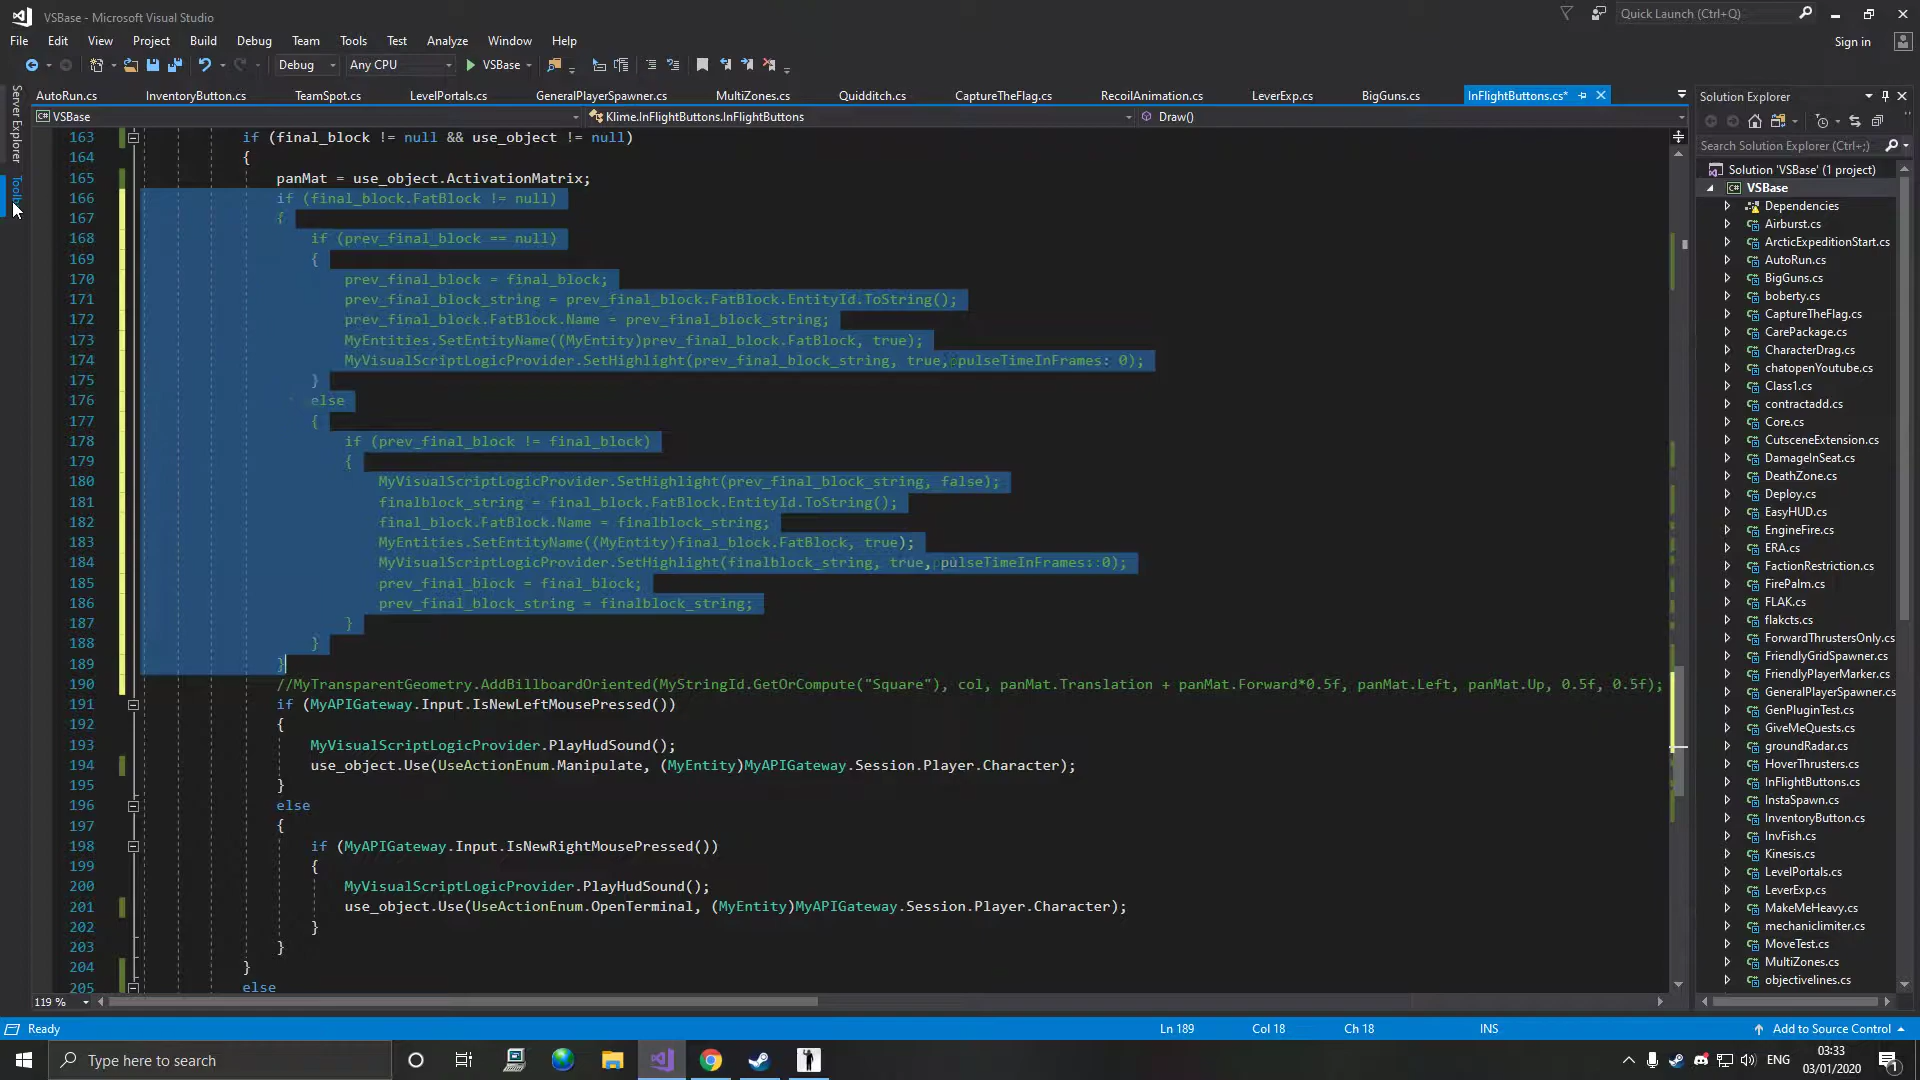 VSBase - Microsoft Visual Studio
Quick Launch (Ctrl+Q)
File Edit View Project Build Debug Team Tools Test Analyze Window Help
Sign in
Debug Any CPU VSBase
Server Explorer
AutoRun.cs InventoryButton.cs TeamSpot.cs LevelPortals.cs GeneralPlayerSpawner.cs MultiZones.cs Quidditch.cs CaptureTheFlag.cs RecoilAnimation.cs LeverExp.cs BigGuns.cs InFlightButtons.cs*
VSBase Klime.InFlightButtons.InFlightButtons Draw()
163 if (final_block != null && use_object != null)
164 {
165 panMat = use_object.ActivationMatrix;
166 if (final_block.FatBlock != null)
167 {
168 if (prev_final_block == null)
169 {
170 prev_final_block = final_block;
171 prev_final_block_string = prev_final_block.FatBlock.EntityId.ToString();
172 prev_final_block.FatBlock.Name = prev_final_block_string;
173 MyEntities.SetEntityName((MyEntity)prev_final_block.FatBlock, true);
174 MyVisualScriptLogicProvider.SetHighlight(prev_final_block_string, true, pulseTimeInFrames: 0);
175 }
176 else
177 {
178 if (prev_final_block != final_block)
179 {
180 MyVisualScriptLogicProvider.SetHighlight(prev_final_block_string, false);
181 finalblock_string = final_block.FatBlock.EntityId.ToString();
182 final_block.FatBlock.Name = finalblock_string;
183 MyEntities.SetEntityName((MyEntity)final_block.FatBlock, true);
184 MyVisualScriptLogicProvider.SetHighlight(finalblock_string, true, pulseTimeInFrames: 0);
185 prev_final_block = final_block;
186 prev_final_block_string = finalblock_string;
187 }
188 }
189 }
190 //MyTransparentGeometry.AddBillboardOriented(MyStringId.GetOrCompute("Square"), col, panMat.Translation + panMat.Forward*0.5f, panMat.Left, panMat.Up, 0.5f, 0.5f);
191 if (MyAPIGateway.Input.IsNewLeftMousePressed())
192 {
193 MyVisualScriptLogicProvider.PlayHudSound();
194 use_object.Use(UseActionEnum.Manipulate, (MyEntity)MyAPIGateway.Session.Player.Character);
195 }
196 else
197 {
198 if (MyAPIGateway.Input.IsNewRightMousePressed())
199 {
200 MyVisualScriptLogicProvider.PlayHudSound();
201 use_object.Use(UseActionEnum.OpenTerminal, (MyEntity)MyAPIGateway.Session.Player.Character);
202 }
203 }
204 }
205 else
119 %
Solution Explorer
Search Solution Explorer (Ctrl+;)
Solution 'VSBase' (1 project)
VSBase
Dependencies
Airburst.cs
ArcticExpeditionStart.cs
AutoRun.cs
BigGuns.cs
boberty.cs
CaptureTheFlag.cs
CarePackage.cs
CharacterDrag.cs
chatopenYoutube.cs
Class1.cs
contractadd.cs
Core.cs
CutsceneExtension.cs
DamageInSeat.cs
DeathZone.cs
Deploy.cs
EasyHUD.cs
EngineFire.cs
ERA.cs
FactionRestriction.cs
FirePalm.cs
FLAK.cs
flakcts.cs
ForwardThrustersOnly.cs
FriendlyGridSpawner.cs
FriendlyPlayerMarker.cs
GeneralPlayerSpawner.cs
GenPluginTest.cs
GiveMeQuests.cs
groundRadar.cs
HoverThrusters.cs
InFlightButtons.cs
InstaSpawn.cs
InventoryButton.cs
InvFish.cs
Kinesis.cs
LevelPortals.cs
LeverExp.cs
MakeMeHeavy.cs
mechaniclimiter.cs
MoveTest.cs
MultiZones.cs
objectivelines.cs
Ready Ln 189 Col 18 Ch 18 INS Add to Source Control
Type here to search
ENG
03:33
03/01/2020